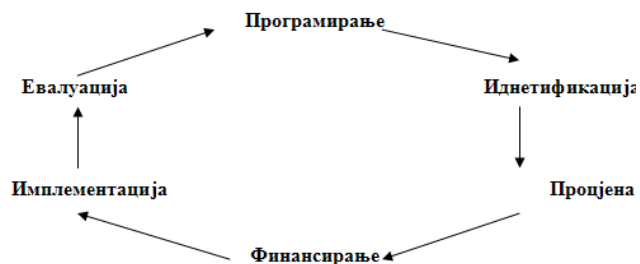 Програмирање
Евалуација
Иднетификација
Имплементација
Процјена
Финансирање